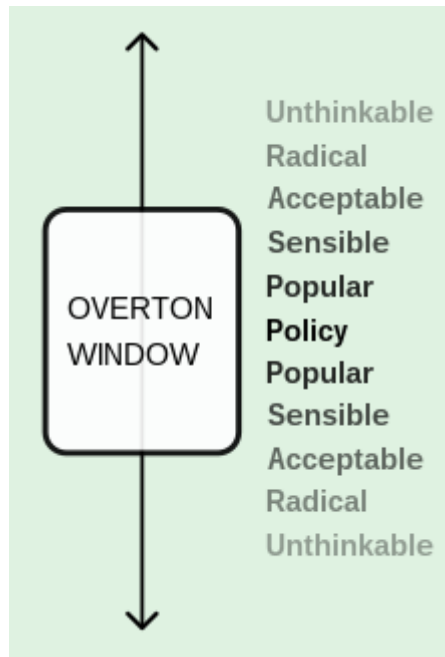 Unthinkable
Radical
Acceptable
Sensible
Popular
OVERTON
WINDOW
Policy
Popular
Sensible
Acceptable
Radical
Unthinkable